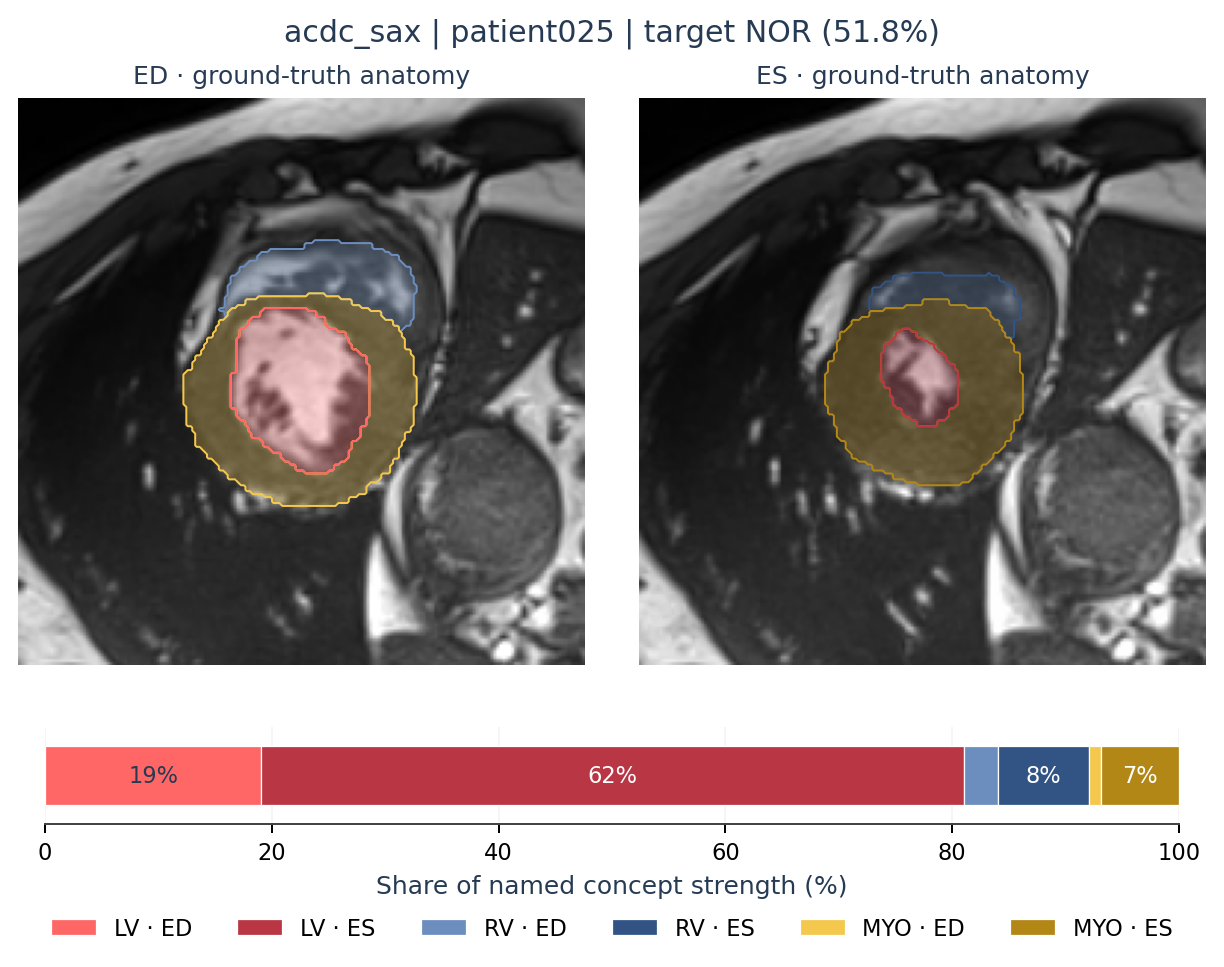 acdc_sax | patient025 | target NOR (51.8%)
ED · ground-truth anatomy
ES · ground-truth anatomy
19%
62%
8%
7%
0
20
40
60
80
100
Share of named concept strength (%)
LV · ED
LV · ES
RV · ED
RV · ES
MYO · ED
MYO · ES